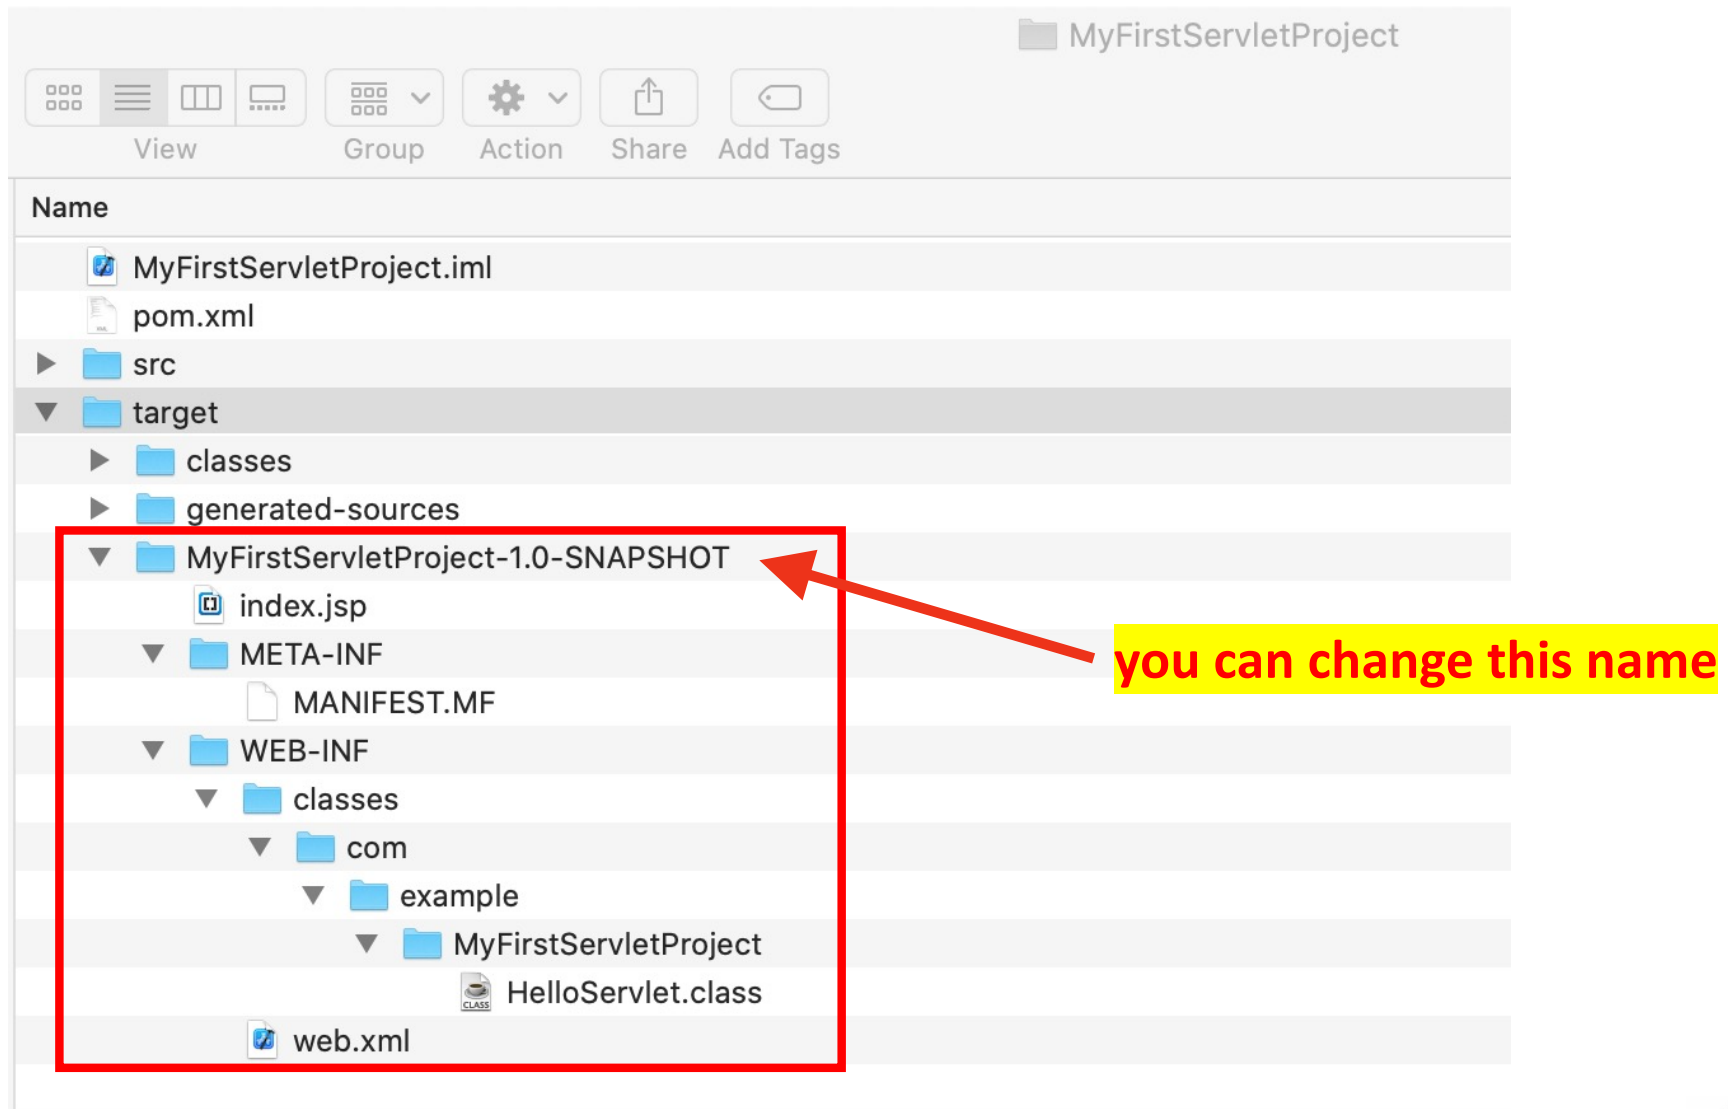 MyFirstServletProject
View Group Action Share Add Tags
Name
MyFirstServletProject.iml
pom.xml
src
target
classes
generated-sources
MyFirstServletProject-1.0-SNAPSHOT
index.jsp
you can change this name
META-INF
MANIFEST.MF
WEB-INF
classes
com
example
MyFirstServletProject
CLASS HelloServlet.class
web.xml